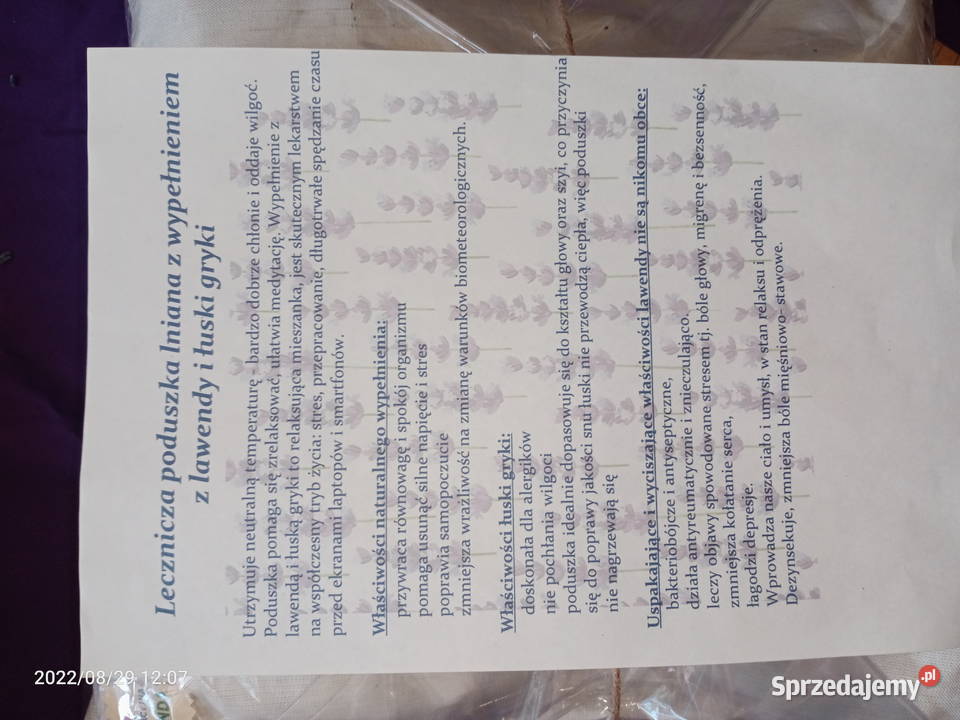 Lecznicza poduszka lniana z wypełnieniem
z lawendy i łuski gryki
Utrzymuje neutralną temperaturę - bardzo dobrze chłonie i oddaje wilgoć.
Poduszka pomaga się zrelaksować, ułatwia medytację. Wypełnienie z
lawendą i łuską gryki to relaksująca mieszanka, jest skutecznym lekarstwem
na współczesny tryb życia: stres, przepracowanie, długotrwałe spędzanie czasu
przed ekranami laptopów i smartfonów.
Właściwości naturalnego wypełnienia:
przywraca równowagę i spokój organizmu
pomaga usunąć silne napięcie i stres
poprawia samopoczucie
zmniejsza wrażliwość na zmianę warunków biometeorologicznych.
Właściwości łuski gryki:
doskonała dla alergików
nie pochłania wilgoci
poduszka idealnie dopasowuje się do kształtu głowy oraz szyi, co przyczynia
się do poprawy jakości snu łuski nie przewodzą ciepła, więc poduszki
nie nagrzewają się
Uspakajające i wyciszające właściwości lawendy nie są nikomu obce:
bakteriobójcze i antyseptyczne,
działa antyreumatycznie i znieczulająco.
leczy objawy spowodowane stresem tj. bóle głowy, migrenę i bezsenność,
zmniejsza kołatanie serca,
łagodzi depresje.
Wprowadza nasze ciało i umysł, w stan relaksu i odprężenia.
Dezynsekuje, zmniejsza bóle mięśniowo- stawowe.
2022/08/29 12:07
Sprzedajemy.pl